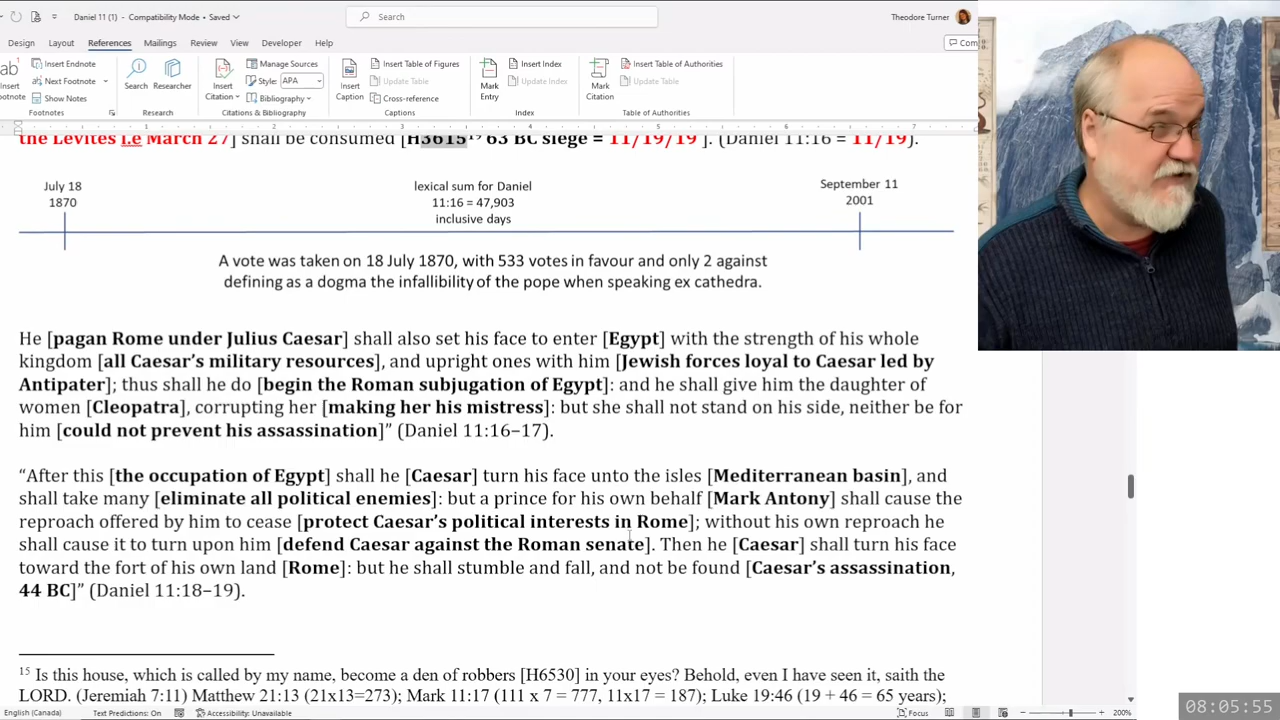 Daniel 11 (1) - Compatibility Mode • Saved
Search
Theodore Turner
Design Layout References Mailings Review View Developer Help
Insert Endnote
Next Footnote
Show Notes
Footnotes
Search
Researcher
Research
Insert
Citation
Manage Sources
Style: APA
Bibliography
Citations & Bibliography
Insert
Caption
Insert Table of Figures
Update Table
Cross-reference
Captions
Mark
Entry
Insert Index
Update Index
Index
Mark
Citation
Insert Table of Authorities
Update Table
Table of Authorities
1 2 3 4 5 6 7
the Levites i.e March 27] shall be consumed [H3615 63 BC siege = 11/19/19 ]. (Daniel 11:16 = 11/19).
July 18
1870
lexical sum for Daniel
11:16 = 47,903
inclusive days
September 11
2001
A vote was taken on 18 July 1870, with 533 votes in favour and only 2 against
defining as a dogma the infallibility of the pope when speaking ex cathedra.
He [pagan Rome under Julius Caesar] shall also set his face to enter [Egypt] with the strength of his whole
kingdom [all Caesar’s military resources], and upright ones with him [Jewish forces loyal to Caesar led by
Antipater]; thus shall he do [begin the Roman subjugation of Egypt]: and he shall give him the daughter of
women [Cleopatra], corrupting her [making her his mistress]: but she shall not stand on his side, neither be for
him [could not prevent his assassination]” (Daniel 11:16–17).
“After this [the occupation of Egypt] shall he [Caesar] turn his face unto the isles [Mediterranean basin], and
shall take many [eliminate all political enemies]: but a prince for his own behalf [Mark Antony] shall cause the
reproach offered by him to cease [protect Caesar’s political interests in Rome]; without his own reproach he
shall cause it to turn upon him [defend Caesar against the Roman senate]. Then he [Caesar] shall turn his face
toward the fort of his own land [Rome]: but he shall stumble and fall, and not be found [Caesar’s assassination,
44 BC]” (Daniel 11:18–19).
15 Is this house, which is called by my name, become a den of robbers [H6530] in your eyes? Behold, even I have seen it, saith the
LORD. (Jeremiah 7:11) Matthew 21:13 (21x13=273); Mark 11:17 (111 x 7 = 777, 11x17 = 187); Luke 19:46 (19 + 46 = 65 years);
English (Canada) Text Predictions: On Accessibility: Unavailable Focus 200%
08:05:55